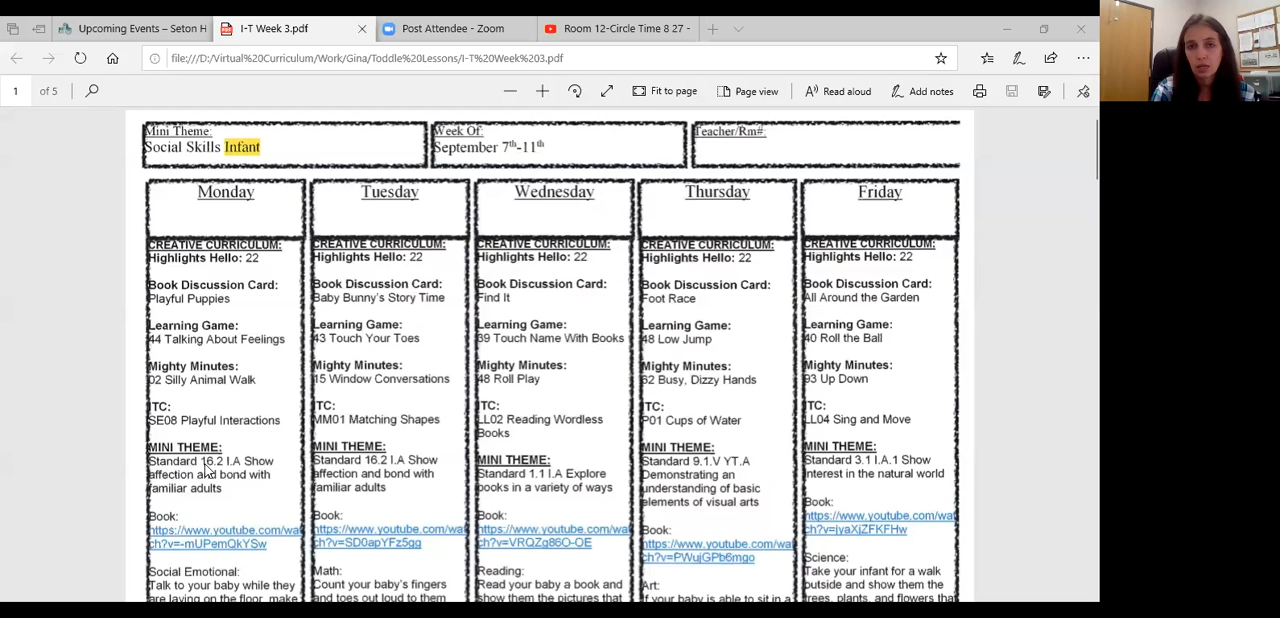 Upcoming Events – Seton H
I-T Week 3.pdf
Post Attendee - Zoom
Room 12-Circle Time 8 27 -
file:///D:/Virtual%20Curriculum/Work/Gina/Toddle%20Lessons/I-T%20Week%203.pdf
1 of 5
Fit to page
Page view
Read aloud
Add notes
Mini Theme:
Social Skills Infant
Week Of:
September 7th-11th
Teacher/Rm#:
Monday
CREATIVE CURRICULUM:
Highlights Hello: 22
Book Discussion Card:
Playful Puppies
Learning Game:
44 Talking About Feelings
Mighty Minutes:
02 Silly Animal Walk
ITC:
SE08 Playful Interactions
MINI THEME:
Standard 16.2 I.A Show
affection and bond with
familiar adults
Book:
https://www.youtube.com/wat
ch?v=-mUPemQkYSw
Social Emotional:
Talk to your baby while they
are laying on the floor, make
Tuesday
CREATIVE CURRICULUM:
Highlights Hello: 22
Book Discussion Card:
Baby Bunny's Story Time
Learning Game:
43 Touch Your Toes
Mighty Minutes:
15 Window Conversations
ITC:
MM01 Matching Shapes
MINI THEME:
Standard 16.2 I.A Show
affection and bond with
familiar adults
Book:
https://www.youtube.com/wat
ch?v=SD0apYFz5gg
Math:
Count your baby's fingers
and toes out loud to them
Wednesday
CREATIVE CURRICULUM:
Highlights Hello: 22
Book Discussion Card:
Find It
Learning Game:
39 Touch Name With Books
Mighty Minutes:
48 Roll Play
ITC:
LL02 Reading Wordless
Books
MINI THEME:
Standard 1.1 I.A Explore
books in a variety of ways
Book:
https://www.youtube.com/wat
ch?v=VRQZg86O-OE
Reading:
Read your baby a book and
show them the pictures that
Thursday
CREATIVE CURRICULUM:
Highlights Hello: 22
Book Discussion Card:
Foot Race
Learning Game:
48 Low Jump
Mighty Minutes:
62 Busy, Dizzy Hands
ITC:
P01 Cups of Water
MINI THEME:
Standard 9.1.V YT.A
Demonstrating an
understanding of basic
elements of visual arts
Book:
https://www.youtube.com/wat
ch?v=PWujGPb6mgo
Art:
If your baby is able to sit in a
Friday
CREATIVE CURRICULUM:
Highlights Hello: 22
Book Discussion Card:
All Around the Garden
Learning Game:
40 Roll the Ball
Mighty Minutes:
93 Up Down
ITC:
LL04 Sing and Move
MINI THEME:
Standard 3.1 I.A.1 Show
interest in the natural world
Book:
https://www.youtube.com/wat
ch?v=jyaXjZFKFHw
Science:
Take your infant for a walk
outside and show them the
trees, plants, and flowers that